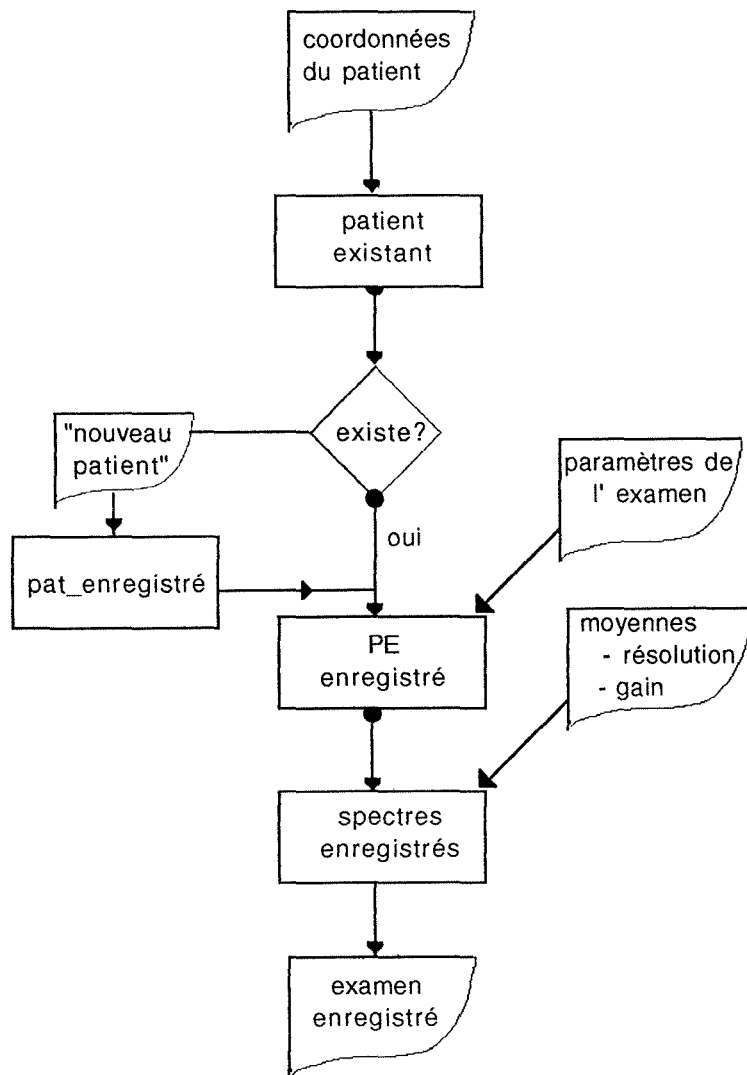 coordonnées
du patient
patient
existant
existe?
"nouveau
patient"
paramètres de
l' examen
oui
pat_enregistré
PE
enregistré
moyennes
- résolution
- gain
spectres
enregistrés
examen
enregistré